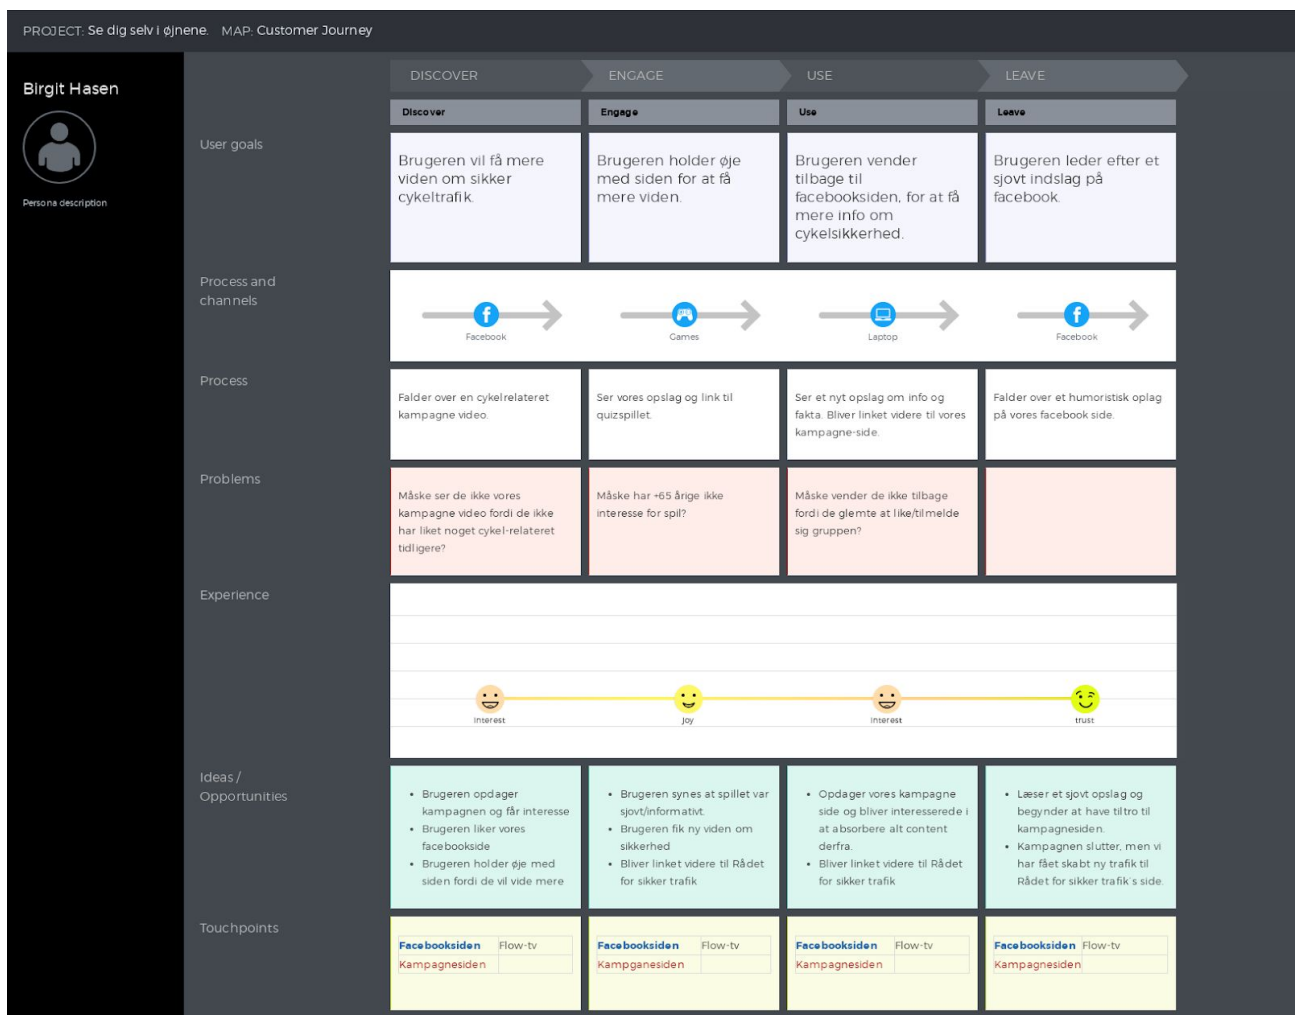 PROJECT: Se dig selv i øjnene. MAP: Customer Journey
Birgit Hasen
Persona description
DISCOVER
ENGAGE
USE
LEAVE
Discover
Engage
Use
Leave
User goals
Brugeren vil få mere
viden om sikker
cykeltrafik.
Brugeren holder øje
med siden for at få
mere viden.
Brugeren vender
tilbage til
facebooksiden, for at få
mere info om
cykelsikkerhed.
Brugeren leder efter et
sjovt indslag på
facebook.
Process and
channels
Facebook
Games
Laptop
Facebook
Process
Falder over en cykelrelateret
kampagne video.
Ser vores opslag og link til
quizspillet.
Ser et nyt opslag om info og
fakta. Bliver linket videre til vores
kampagne-side.
Falder over et humoristisk oplag
på vores facebook side.
Problems
Måske ser de ikke vores
kampagne video fordi de ikke
har liket noget cykel-relateret
tidligere?
Måske har +65 årige ikke
interesse for spil?
Måske vender de ikke tilbage
fordi de glemte at like/tilmelde
sig gruppen?
Experience
Interest
Joy
Interest
trust
Ideas /
Opportunities
• Brugeren opdager
kampagnen og får interesse
• Brugeren liker vores
facebookside
• Brugeren holder øje med
siden fordi de vil vide mere
• Brugeren synes at spillet var
sjovt/informativt.
• Brugeren fik ny viden om
sikkerhed
• Bliver linket videre til Rådet
for sikker trafik
• Opdager vores kampagne
side og bliver interesserede i
at absorbere alt content
derfra.
• Bliver linket videre til Rådet
for sikker trafik
• Læser et sjovt opslag og
begynder at have tiltro til
kampagnesiden.
• Kampagnen slutter, men vi
har fået skabt ny trafik til
Rådet for sikker trafik´s side.
Touchpoints
Facebooksiden Flow-tv
Kampagnesiden
Facebooksiden Flow-tv
Kampganesiden
Facebooksiden Flow-tv
Kampagnesiden
Facebooksiden Flow-tv
Kampagnesiden